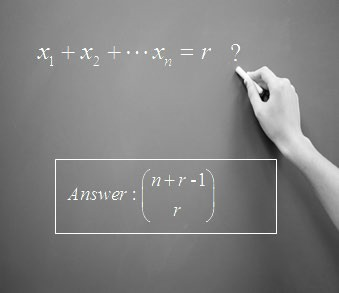 x₁ + x₂ + ⋯ xₙ = r ?
Answer : (n + r - 1
r)